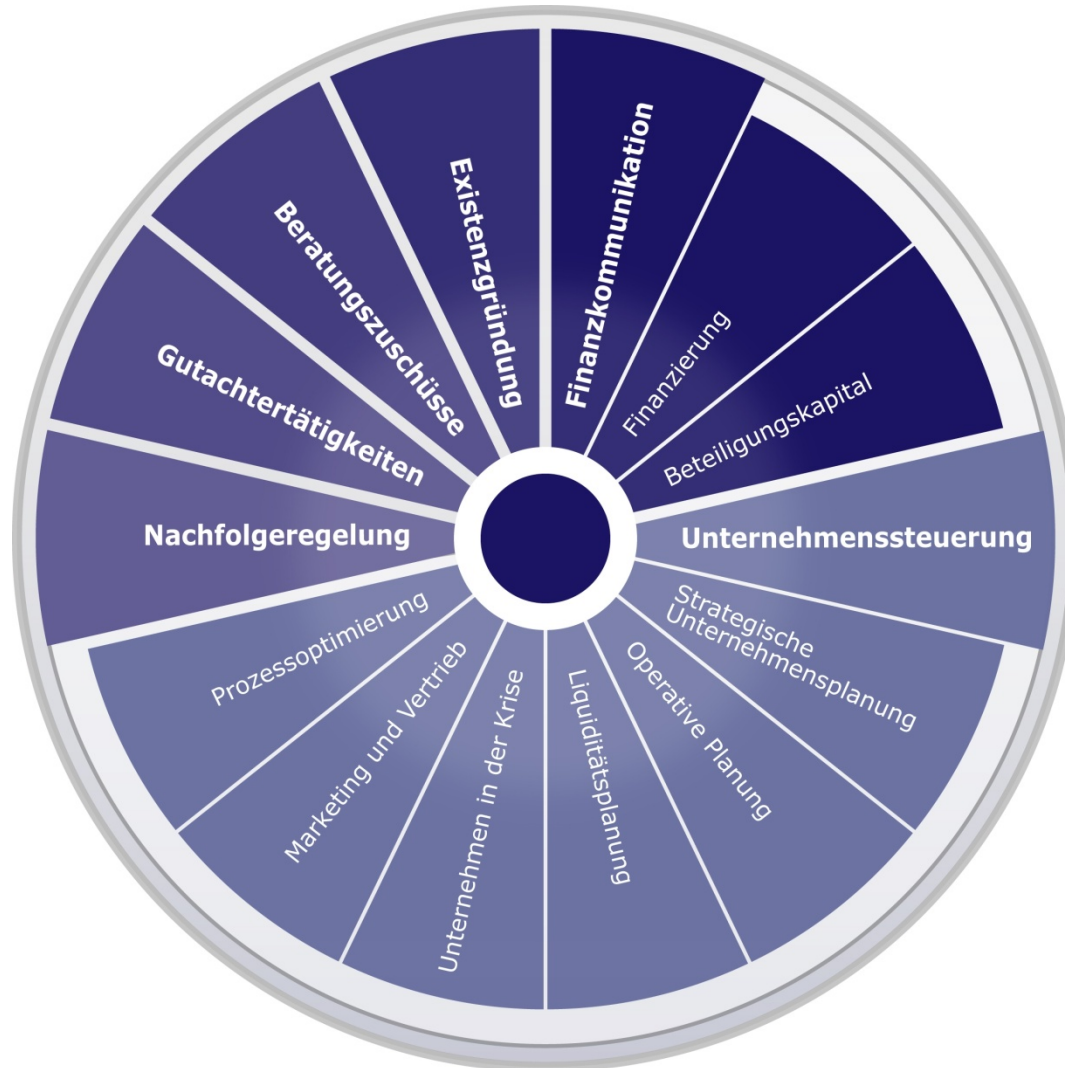 Finanzkommunikation
Finanzierung
Beteiligungskapital
Unternehmenssteuerung
Strategische
Unternehmensplanung
Operative Planung
Liquiditätsplanung
Unternehmen in der Krise
Marketing und Vertrieb
Prozessoptimierung
Nachfolgeregelung
Gutachtertätigkeiten
Beratungszuschüsse
Existenzgründung